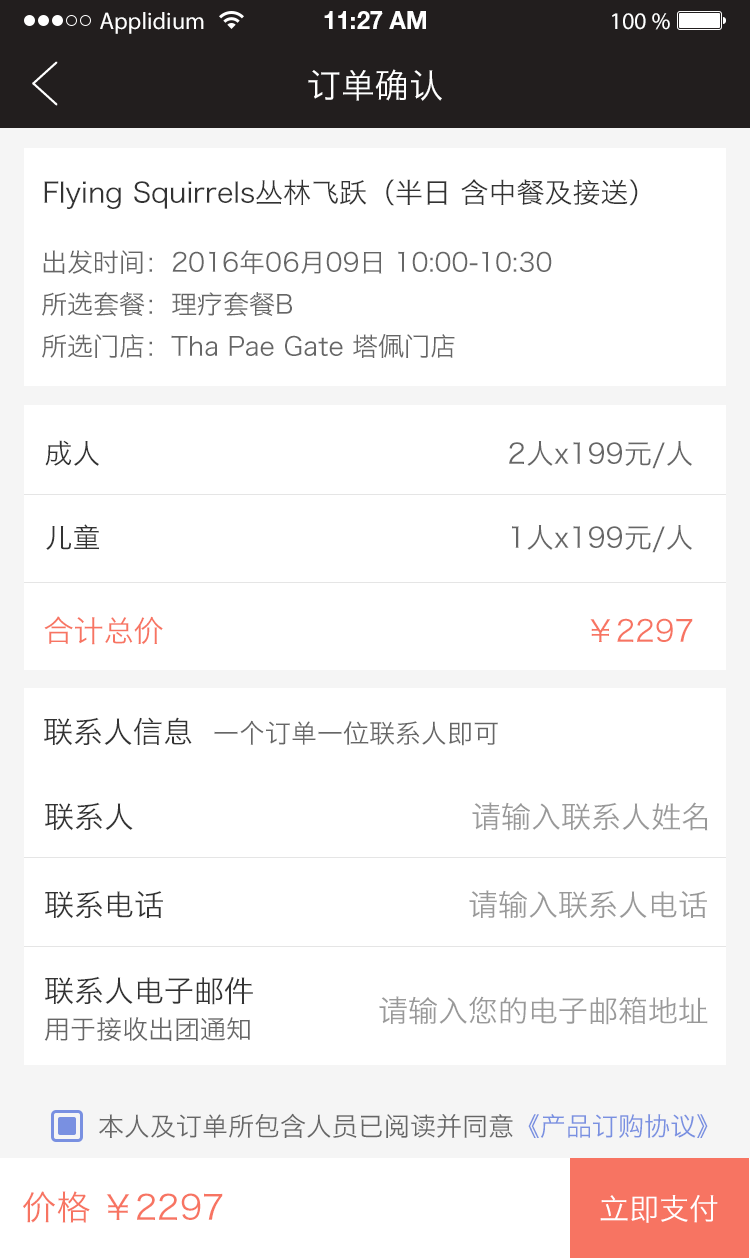 Applidium 11:27 AM 100 %
订单确认
Flying Squirrels丛林飞跃（半日 含中餐及接送）
出发时间：2016年06月09日 10:00-10:30
所选套餐：理疗套餐B
所选门店：Tha Pae Gate 塔佩门店
成人 2人x199元/人
儿童 1人x199元/人
合计总价 ￥2297
联系人信息 一个订单一位联系人即可
联系人 请输入联系人姓名
联系电话 请输入联系人电话
联系人电子邮件
用于接收出团通知
请输入您的电子邮箱地址
本人及订单所包含人员已阅读并同意《产品订购协议》
价格 ￥2297 立即支付